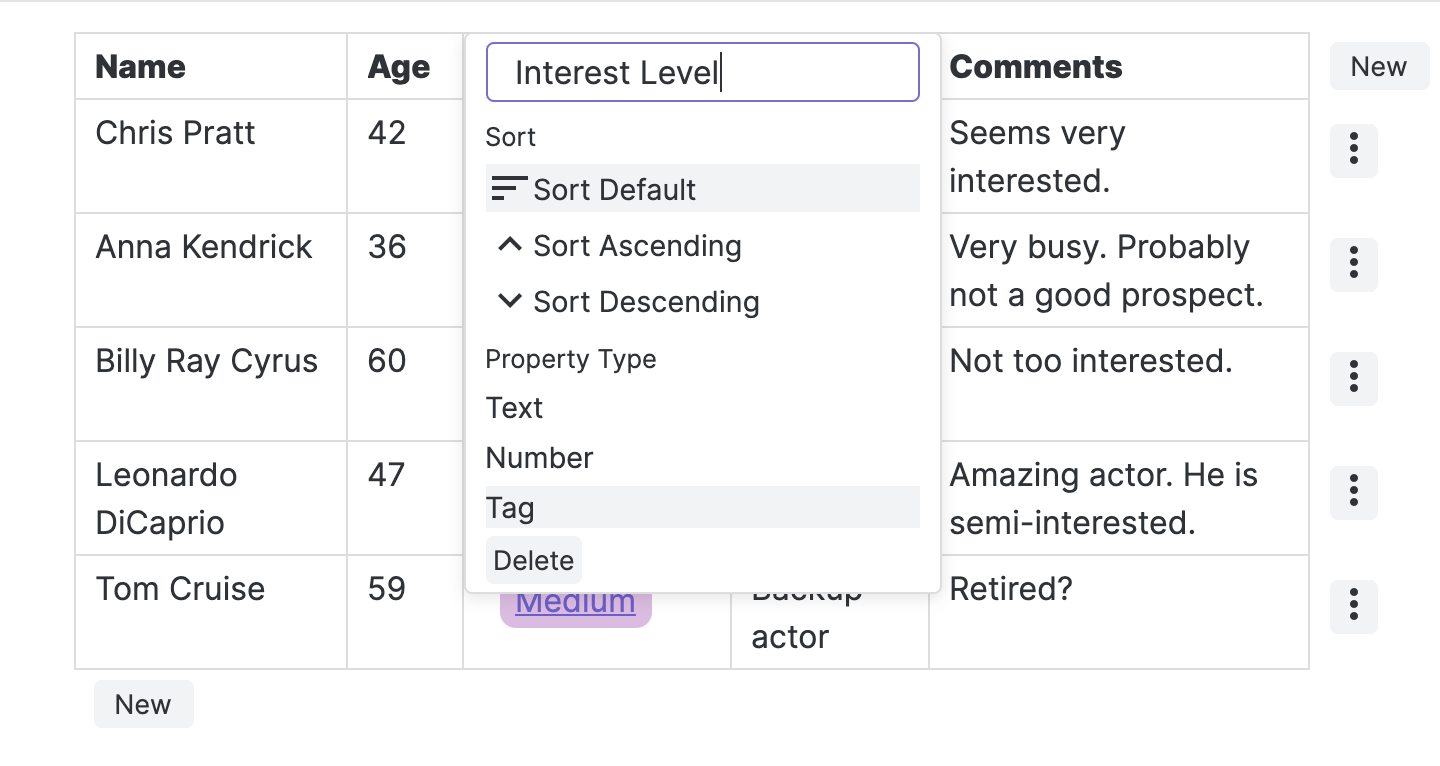 Name
Age
Interest Level
Comments
New
Chris Pratt
42
Sort
Seems very
interested.
Sort Default
Anna Kendrick
36
Sort Ascending
Very busy. Probably
not a good prospect.
Sort Descending
Billy Ray Cyrus
60
Property Type
Not too interested.
Text
Number
Leonardo
DiCaprio
47
Tag
Amazing actor. He is
semi-interested.
Delete
Tom Cruise
59
Medium
Backup
actor
Retired?
New